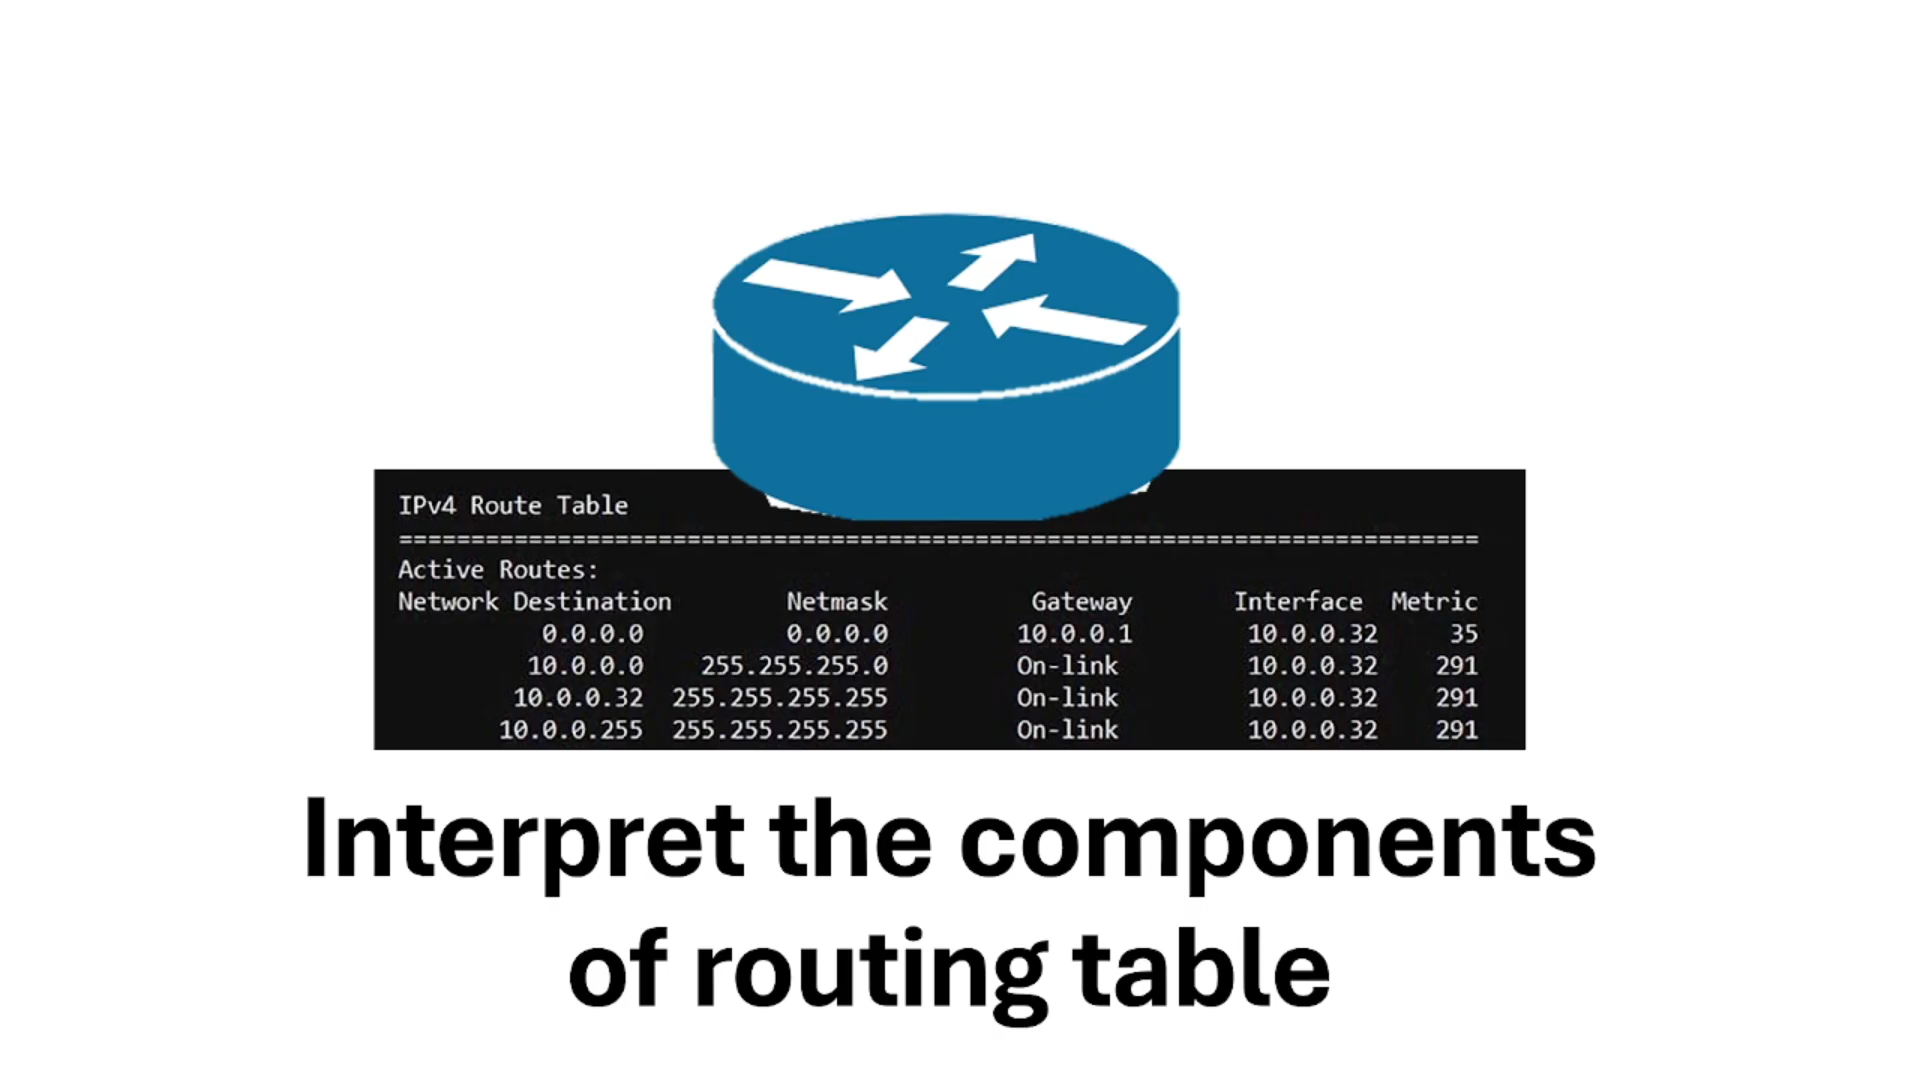 IPv4 Route Table
===========================================================================
Active Routes:
Network Destination        Netmask          Gateway       Interface  Metric
          0.0.0.0          0.0.0.0         10.0.0.1        10.0.0.32     35
         10.0.0.0    255.255.255.0         On-link         10.0.0.32    291
        10.0.0.32  255.255.255.255         On-link         10.0.0.32    291
       10.0.0.255  255.255.255.255         On-link         10.0.0.32    291
Interpret the components
of routing table